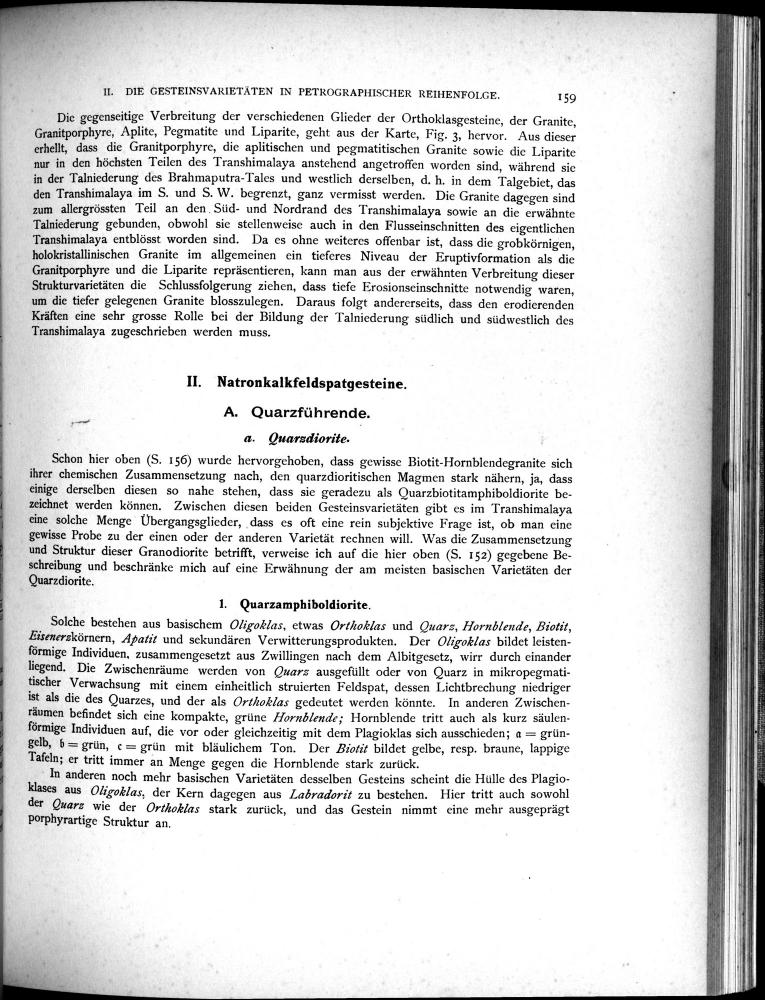 II. DIE GESTEINSVARIETÄTEN IN PETROGRAPHISCHER REIHENFOLGE. 159
Die gegenseitige Verbreitung der verschiedenen Glieder der Orthoklasgesteine, der Granite,
Granitporphyre, Aplite, Pegmatite und Liparite, geht aus der Karte, Fig. 3, hervor. Aus dieser
erhellt, dass die Granitporphyre, die aplitischen und pegmatitischen Granite sowie die Liparite
nur in den höchsten Teilen des Transhimalaya anstehend angetroffen worden sind, während sie
in der Talniederung des Brahmaputra-Tales und westlich derselben, d. h. in dem Talgebiet, das
den Transhimalaya im S. und S. W. begrenzt, ganz vermisst werden. Die Granite dagegen sind
zum allergrössten Teil an den Süd- und Nordrand des Transhimalaya sowie an die erwähnte
Talniederung gebunden, obwohl sie stellenweise auch in den Flusseinschnitten des eigentlichen
Transhimalaya entblösst worden sind. Da es ohne weiteres offenbar ist, dass die grobkörnigen,
holokristallinischen Granite im allgemeinen ein tieferes Niveau der Eruptivformation als die
Granitporphyre und die Liparite repräsentieren, kann man aus der erwähnten Verbreitung dieser
Strukturvarietäten die Schlussfolgerung ziehen, dass tiefe Erosionseinschnitte notwendig waren,
um die tiefer gelegenen Granite blosszulegen. Daraus folgt andererseits, dass den erodierenden
Kräften eine sehr grosse Rolle bei der Bildung der Talniederung südlich und südwestlich des
Transhimalaya zugeschrieben werden muss.
II. Natronkalkfeldspatgesteine.
A. Quarzführende.
a. Quarzdiorite.
Schon hier oben (S. 156) wurde hervorgehoben, dass gewisse Biotit-Hornblendegranite sich
ihrer chemischen Zusammensetzung nach, den quarzdioritischen Magmen stark nähern, ja, dass
einige derselben diesen so nahe stehen, dass sie geradezu als Quarzbiotitamphiboldiorite be-
zeichnet werden können. Zwischen diesen beiden Gesteinsvarietäten gibt es im Transhimalaya
eine solche Menge Übergangsglieder, dass es oft eine rein subjektive Frage ist, ob man eine
gewisse Probe zu der einen oder der anderen Varietät rechnen will. Was die Zusammensetzung
und Struktur dieser Granodiorite betrifft, verweise ich auf die hier oben (S. 152) gegebene Be-
schreibung und beschränke mich auf eine Erwähnung der am meisten basischen Varietäten der
Quarzdiorite.
1. Quarzamphiboldiorite.
Solche bestehen aus basischem Oligoklas, etwas Orthoklas und Quarz, Hornblende, Biotit,
Eisenerzkörnern, Apatit und sekundären Verwitterungsprodukten. Der Oligoklas bildet leisten-
förmige Individuen, zusammengesetzt aus Zwillingen nach dem Albitgesetz, wirr durch einander
liegend. Die Zwischenräume werden von Quarz ausgefüllt oder von Quarz in mikropegmati-
tischer Verwachsung mit einem einheitlich struierten Feldspat, dessen Lichtbrechung niedriger
ist als die des Quarzes, und der als Orthoklas gedeutet werden könnte. In anderen Zwischen-
räumen befindet sich eine kompakte, grüne Hornblende; Hornblende tritt auch als kurz säulen-
förmige Individuen auf, die vor oder gleichzeitig mit dem Plagioklas sich ausschieden; a = grün-
gelb, b = grün, c = grün mit bläulichem Ton. Der Biotit bildet gelbe, resp. braune, lappige
Tafeln; er tritt immer an Menge gegen die Hornblende stark zurück.
In anderen noch mehr basischen Varietäten desselben Gesteins scheint die Hülle des Plagio-
klases aus Oligoklas, der Kern dagegen aus Labradorit zu bestehen. Hier tritt auch sowohl
der Quarz wie der Orthoklas stark zurück, und das Gestein nimmt eine mehr ausgeprägt
porphyrartige Struktur an.